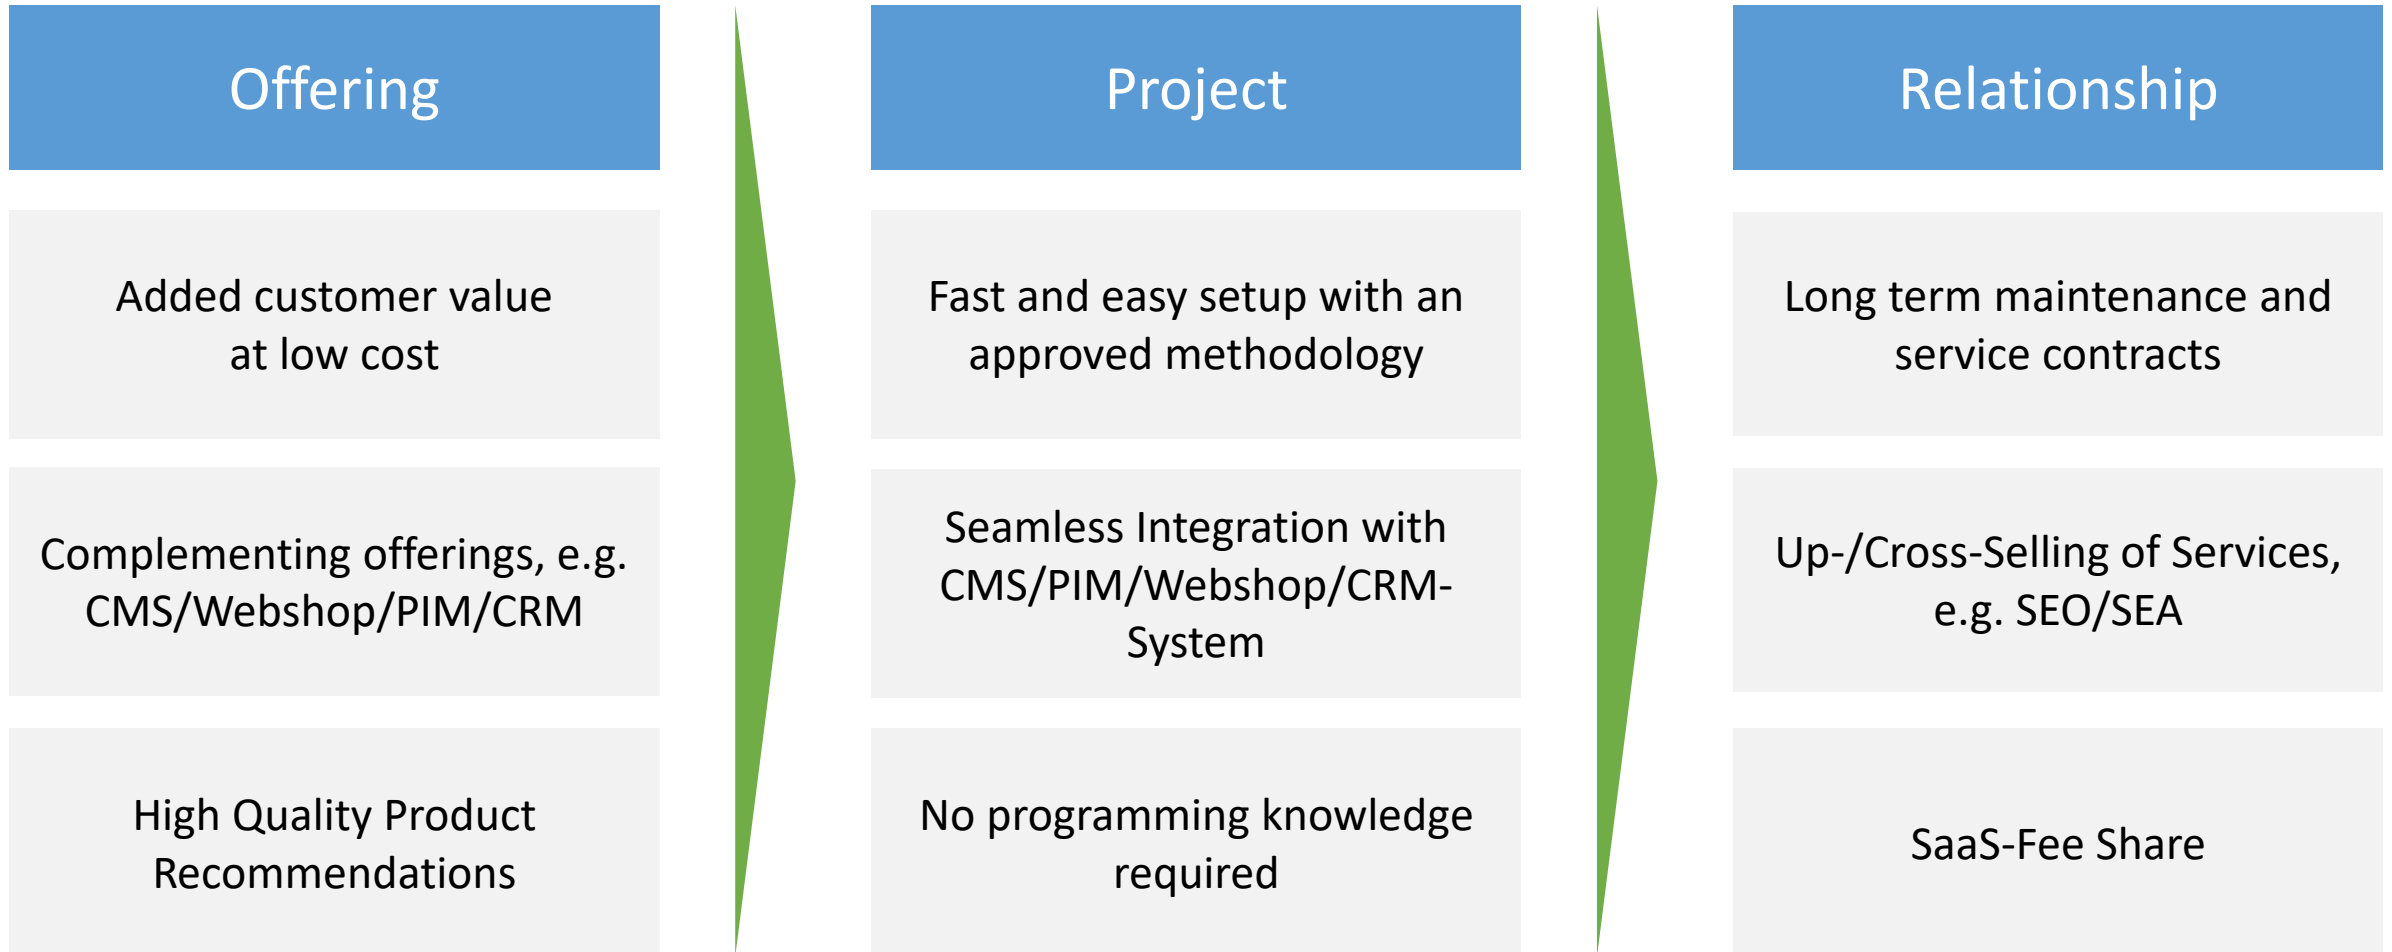 Offering
Added customer value
at low cost
Complementing offerings, e.g.
CMS/Webshop/PIM/CRM
High Quality Product
Recommendations
Project
Fast and easy setup with an
approved methodology
Seamless Integration with
CMS/PIM/Webshop/CRM-
System
No programming knowledge
required
Relationship
Long term maintenance and
service contracts
Up-/Cross-Selling of Services,
e.g. SEO/SEA
SaaS-Fee Share